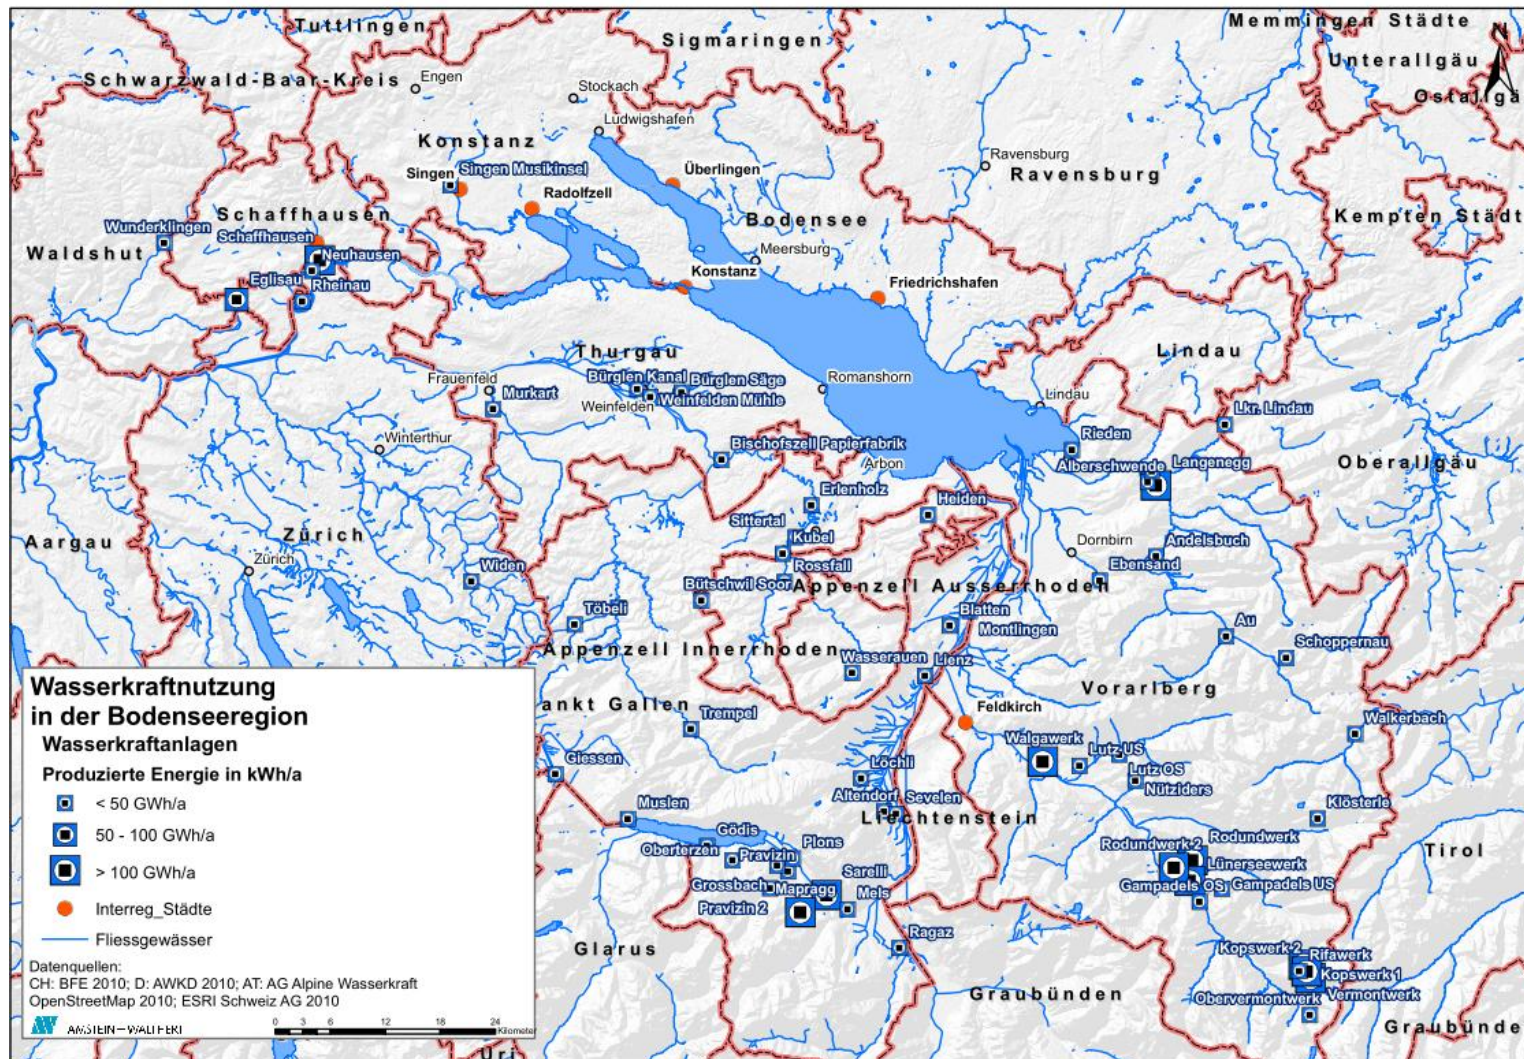 Tuttlingen
Memmingen Städte
Sigmaringen
N
Unterallgäu
Schwarzwald-Baar-Kreis
Engen
Stockach
Ostallgä
Ludwigshafen
Konstanz
Ravensburg
Ravensburg
Singen
Singen Musikinsel
Überlingen
Radolfzell
Schaffhausen
Bodensee
Kempten Städt
Wunderklingen
Schaffhausen
Waldshut
Neuhausen
Meersburg
Eglisau
Rheinau
Konstanz
Friedrichshafen
Thurgau
Lindau
Frauenfeld
Murkart
Bürglen Kanal
Bürglen Säge
Weinfelden
Weinfelden Mühle
Romanshorn
Lindau
Lkr. Lindau
Winterthur
Bischofszell Papierfabrik
Arbon
Rieden
Alberschwende
Langenegg
Oberallgäu
Erlenholz
Heiden
Sittertal
Kubel
Aargau
Zürich
Zürich
Dornbirn
Andelsbuch
Widen
Rossfall
Ebensand
Bütschwil Soor
Appenzell Ausserrhoden
Töbeli
Blatten
Montlingen
Au
Schoppernau
Appenzell Innerrhoden
Wasserauen
Lienz
Vorarlberg
ankt Gallen
Trempel
Feldkirch
Walkerbach
Walgawerk
Lutz US
Giessen
Löchli
Lutz OS
Nütziders
Altendorf
Sevelen
Liechtenstein
Klösterle
Muslen
Gödis
Oberterzen
Pravizin
Plons
Rodundwerk 2
Rodundwerk
Tirol
Lünerseewerk
Sarelli
Grossbach
Mapragg
Mels
Gampadels OS
Gampadels US
Pravizin 2
Ragaz
Glarus
Kopswerk 2
Rifawerk
Kopswerk 1
Graubünden
Obervermontwerk
Vermontwerk
Graubünde
Uri
Wasserkraftnutzung
in der Bodenseeregion
Wasserkraftanlagen
Produzierte Energie in kWh/a
< 50 GWh/a
50 - 100 GWh/a
> 100 GWh/a
Interreg_Städte
Fliessgewässer
Datenquellen:
CH: BFE 2010; D: AWKD 2010; AT: AG Alpine Wasserkraft
OpenStreetMap 2010; ESRI Schweiz AG 2010
AMSTEIN+WALTHERT
0 3 6 12 18 24
Kilometer